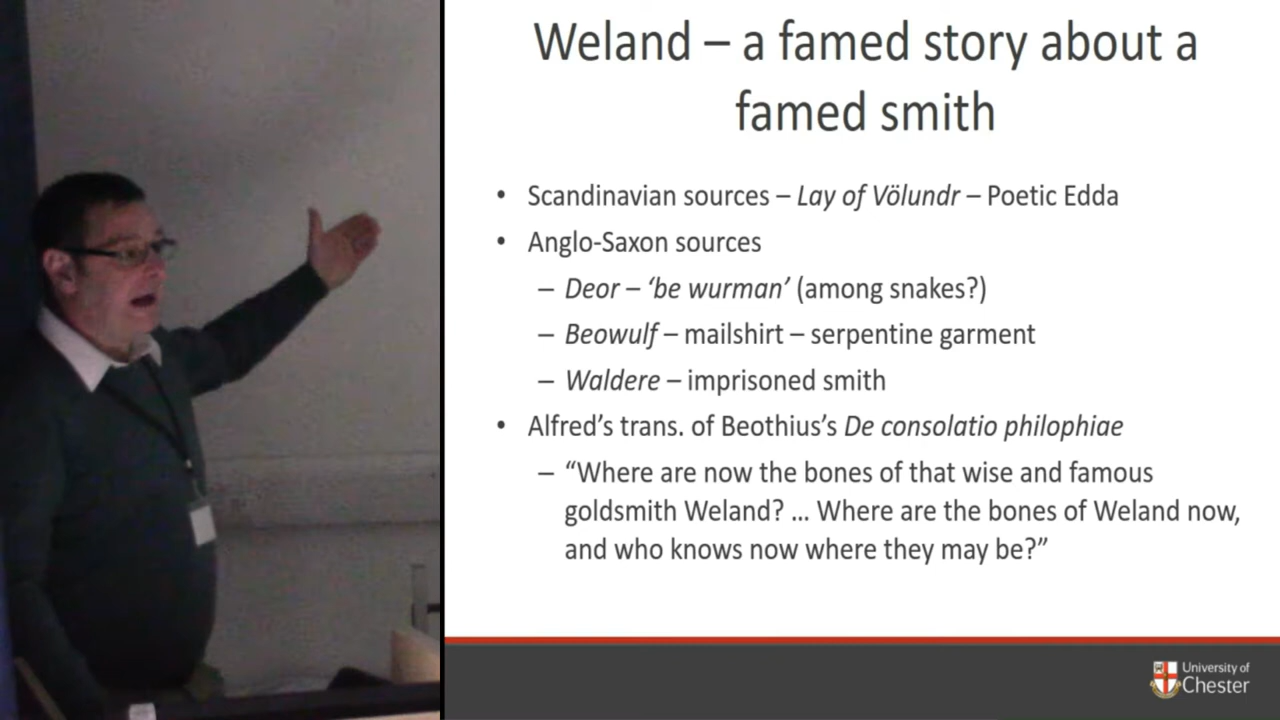 Weland – a famed story about a
famed smith
• Scandinavian sources – Lay of Völundr – Poetic Edda
• Anglo-Saxon sources
– Deor – ‘be wurman’ (among snakes?)
– Beowulf – mailshirt – serpentine garment
– Waldere – imprisoned smith
• Alfred’s trans. of Beothius’s De consolatio philophiae
– “Where are now the bones of that wise and famous
goldsmith Weland? … Where are the bones of Weland now,
and who knows now where they may be?”
University of
Chester